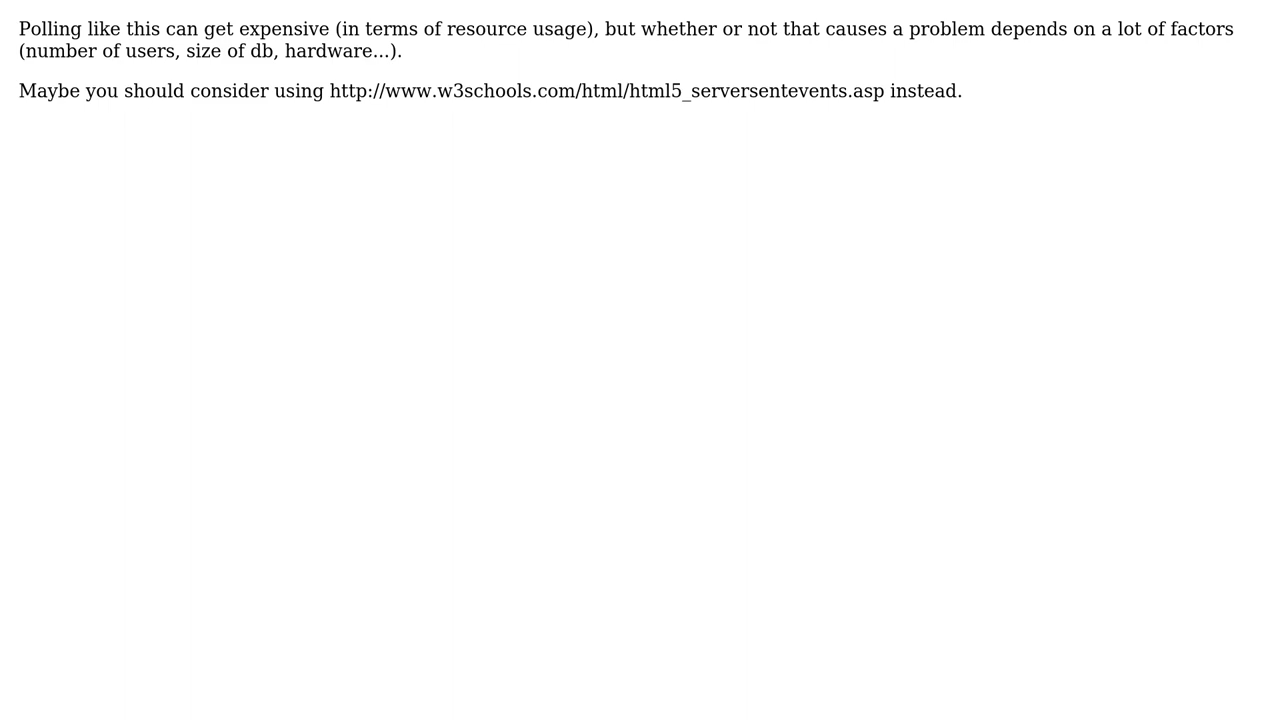 Polling like this can get expensive (in terms of resource usage), but whether or not that causes a problem depends on a lot of factors
(number of users, size of db, hardware...).
Maybe you should consider using http://www.w3schools.com/html/html5_serversentevents.asp instead.